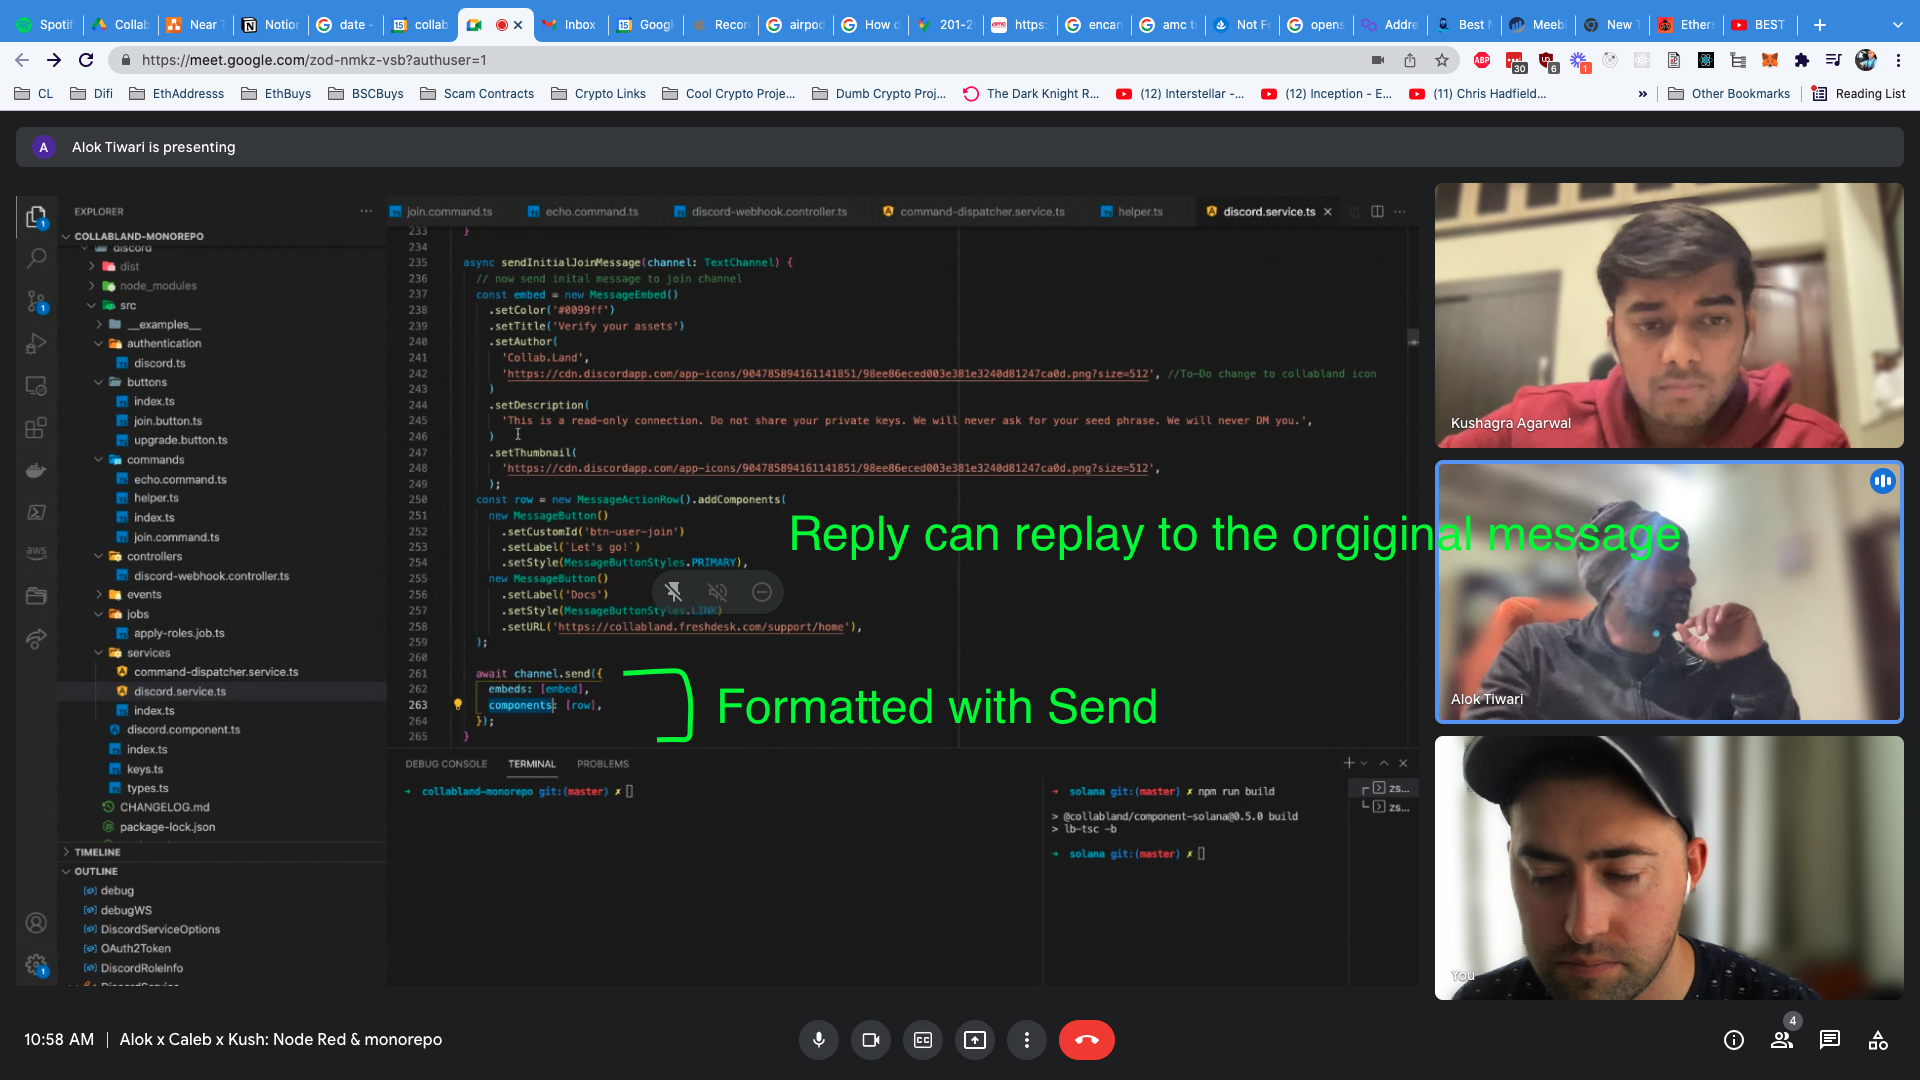 Spotif
Collab
Near T
Notion
date -
collab
Inbox
Google
Record
airpod
How d
201-2
https:
encan
amc t
Not F
opens
Addre
Best N
Meebi
New T
Ethers
BEST
https://meet.google.com/zod-nmkz-vsb?authuser=1
ABP
30
6
1
CL
Difi
EthAddresss
EthBuys
BSCBuys
Scam Contracts
Crypto Links
Cool Crypto Proje...
Dumb Crypto Proj...
The Dark Knight R...
(12) Interstellar -...
(12) Inception - E...
(11) Chris Hadfield...
»
Other Bookmarks
Reading List
A
Alok Tiwari is presenting
EXPLORER
COLLABLAND-MONOREPO
discord
dist
node_modules
src
__examples__
authentication
discord.ts
buttons
index.ts
join.button.ts
upgrade.button.ts
commands
echo.command.ts
helper.ts
index.ts
join.command.ts
controllers
discord-webhook.controller.ts
events
jobs
apply-roles.job.ts
services
command-dispatcher.service.ts
discord.service.ts
index.ts
discord.component.ts
index.ts
keys.ts
types.ts
CHANGELOG.md
package-lock.json
TIMELINE
OUTLINE
debug
debugWS
DiscordServiceOptions
OAuth2Token
DiscordRoleInfo
DiscordService
aws
join.command.ts
echo.command.ts
discord-webhook.controller.ts
command-dispatcher.service.ts
helper.ts
discord.service.ts
233 }
234
235 async sendInitialJoinMessage(channel: TextChannel) {
236 // now send inital message to join channel
237 const embed = new MessageEmbed()
238 .setColor('#0099ff')
239 .setTitle('Verify your assets')
240 .setAuthor(
241 'Collab.Land',
242 'https://cdn.discordapp.com/app-icons/904785894161141851/98ee86eced003e381e3240d81247ca0d.png?size=512', //To-Do change to collabland icon
243 )
244 .setDescription(
245 'This is a read-only connection. Do not share your private keys. We will never ask for your seed phrase. We will never DM you.',
246 )
247 .setThumbnail(
248 'https://cdn.discordapp.com/app-icons/904785894161141851/98ee86eced003e381e3240d81247ca0d.png?size=512',
249 );
250 const row = new MessageActionRow().addComponents(
251 new MessageButton()
252 .setCustomId('btn-user-join')
253 .setLabel(`Let's go!`)
254 .setStyle(MessageButtonStyles.PRIMARY),
255 new MessageButton()
256 .setLabel('Docs')
257 .setStyle(MessageButtonStyles.LINK)
258 .setURL('https://collabland.freshdesk.com/support/home'),
259 );
260
261 await channel.send({
262 embeds: [embed],
263 components: [row],
264 });
265 }
Reply can replay to the orgiginal message
Formatted with Send
DEBUG CONSOLE
TERMINAL
PROBLEMS
→ collabland-monorepo git:(master) ✗
→ solana git:(master) ✗ npm run build
> @collabland/component-solana@0.5.0 build
> lb-tsc -b
→ solana git:(master) ✗
zs...
zs...
Kushagra Agarwal
Alok Tiwari
You
10:58 AM | Alok x Caleb x Kush: Node Red & monorepo
4